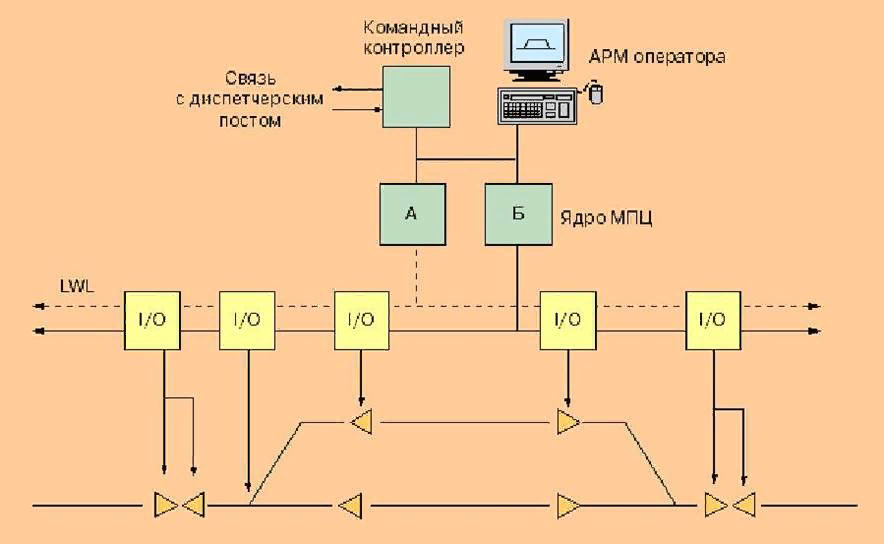 Командный
контроллер
АРМ оператора
Связь
с диспетчерским
постом
А
Б
Ядро МПЦ
LWL
I/O
I/O
I/O
I/O
I/O